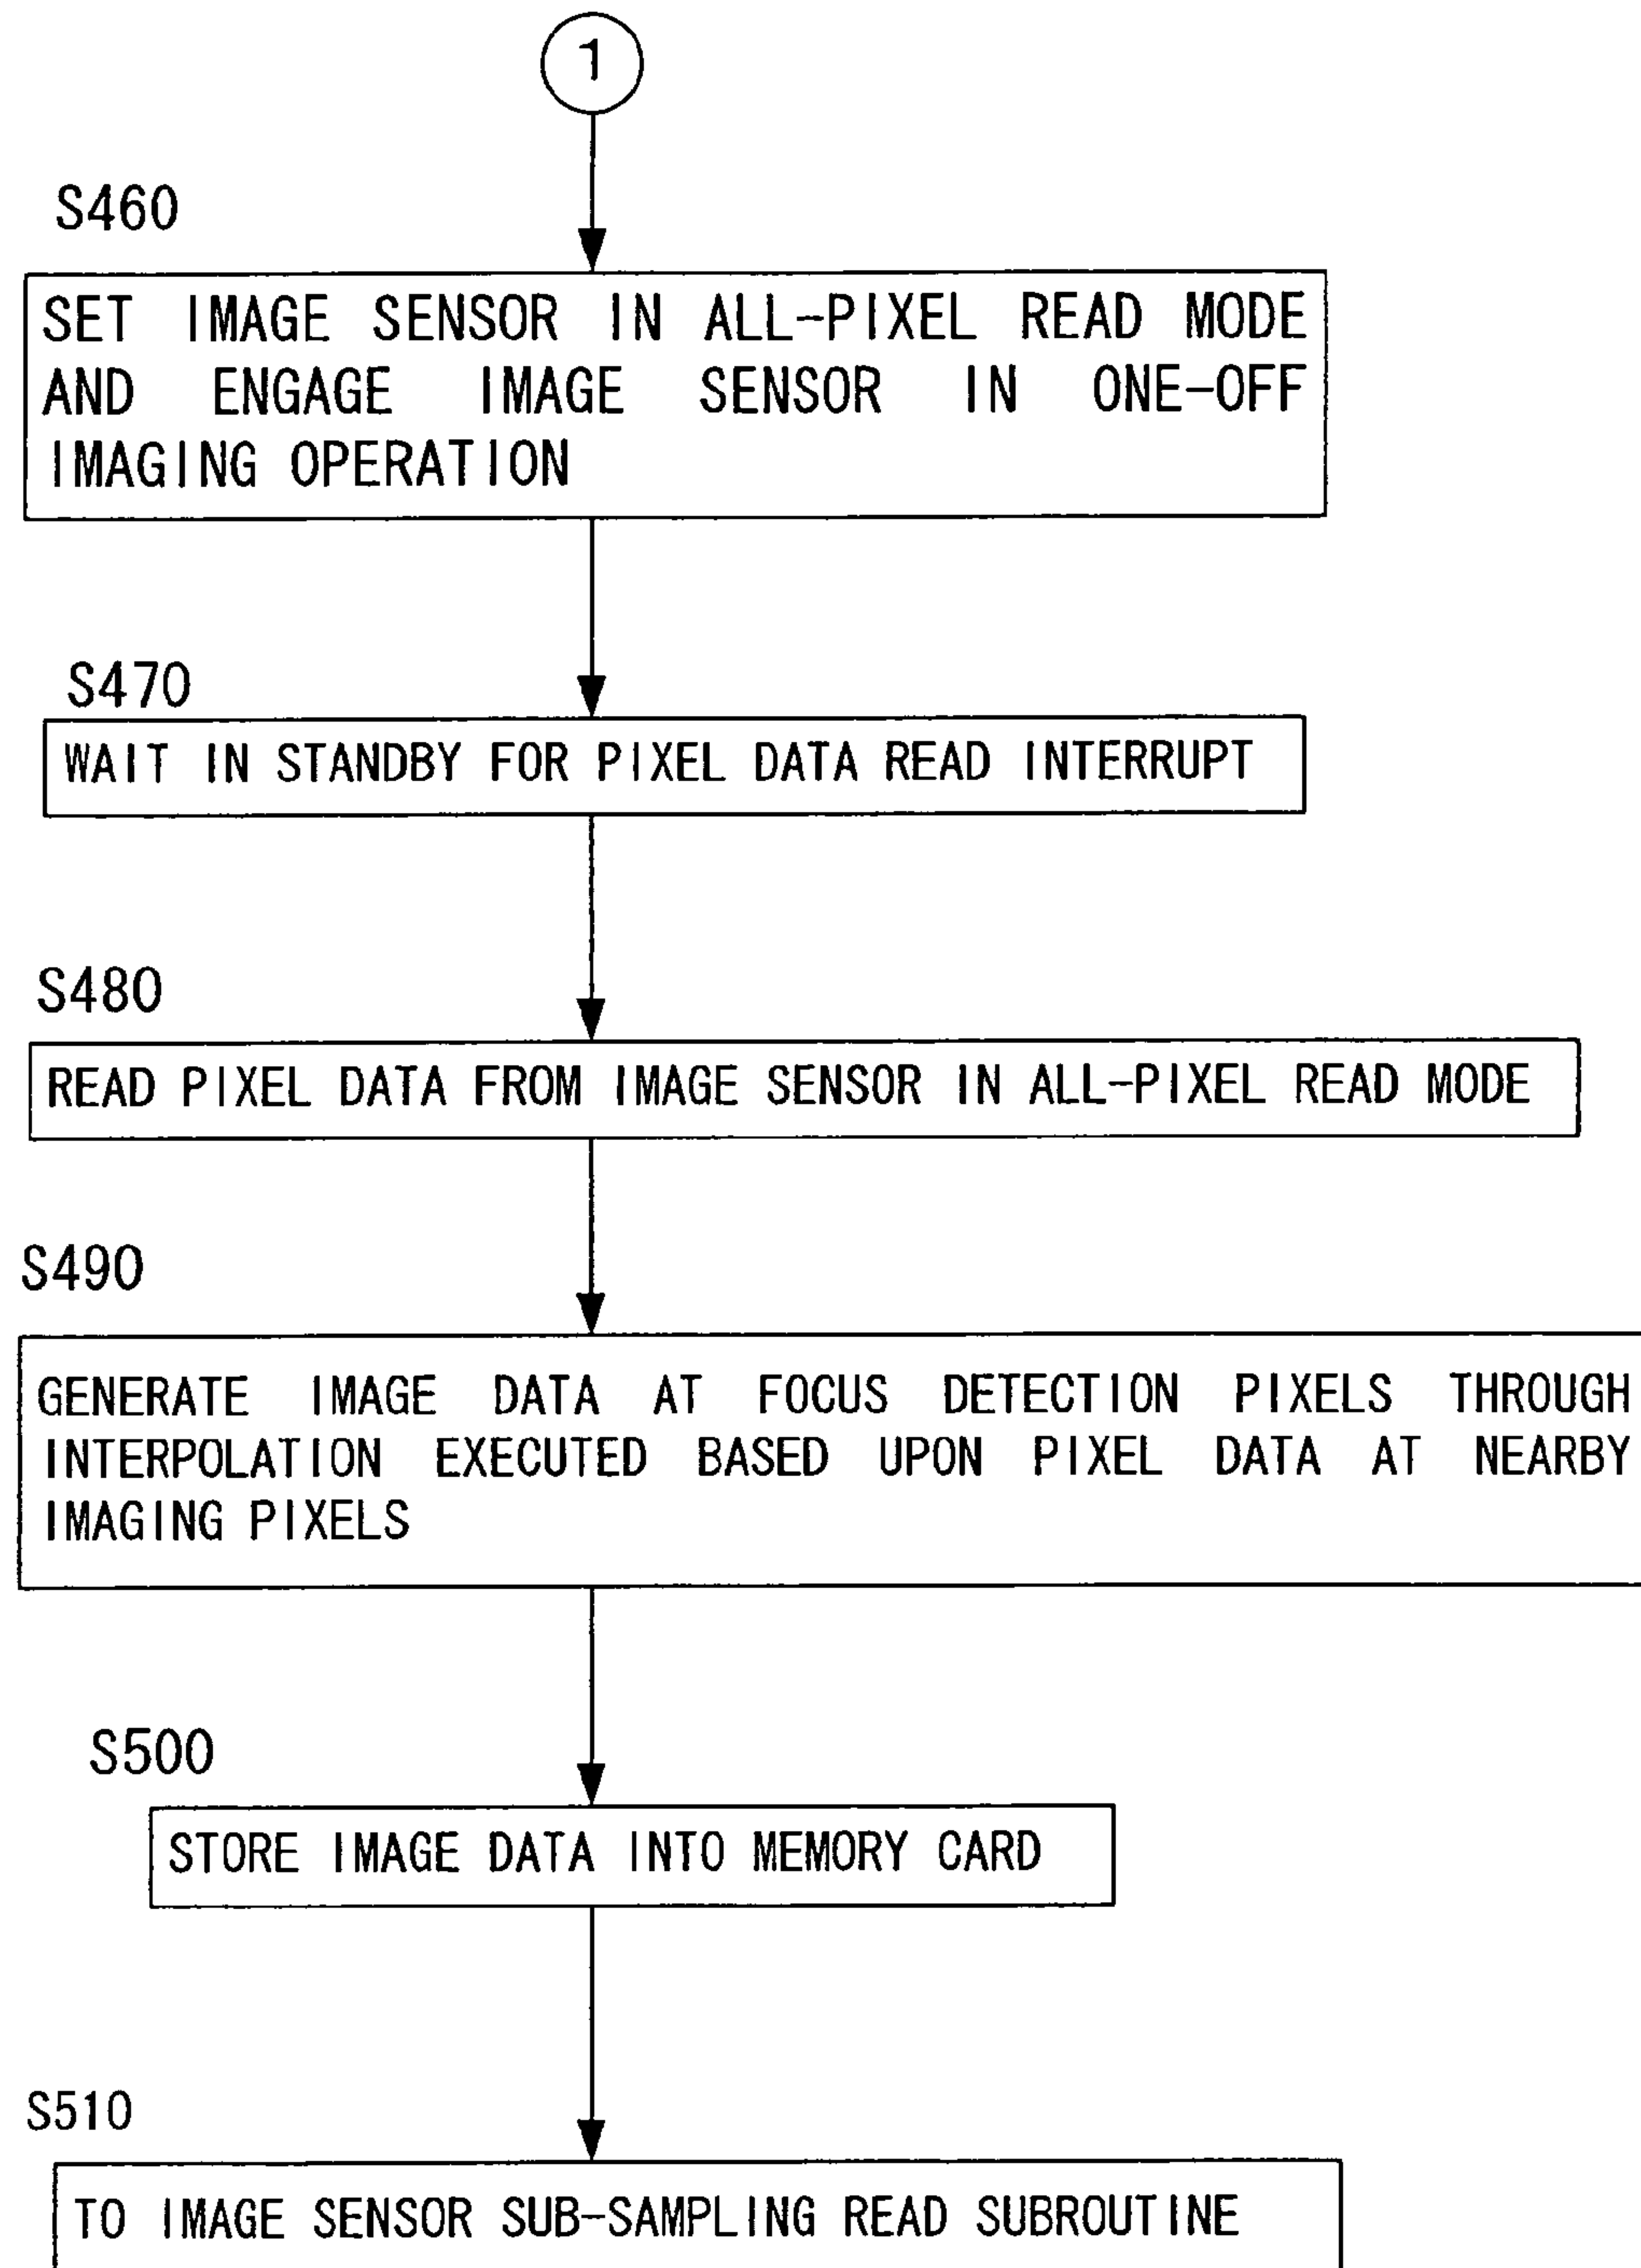 1
S460
SET IMAGE SENSOR IN ALL-PIXEL READ MODE
AND ENGAGE IMAGE SENSOR IN ONE-OFF
IMAGING OPERATION
S470
WAIT IN STANDBY FOR PIXEL DATA READ INTERRUPT
S480
READ PIXEL DATA FROM IMAGE SENSOR IN ALL-PIXEL READ MODE
S490
GENERATE IMAGE DATA AT FOCUS DETECTION PIXELS THROUGH
INTERPOLATION EXECUTED BASED UPON PIXEL DATA AT NEARBY
IMAGING PIXELS
S500
STORE IMAGE DATA INTO MEMORY CARD
S510
TO IMAGE SENSOR SUB-SAMPLING READ SUBROUTINE